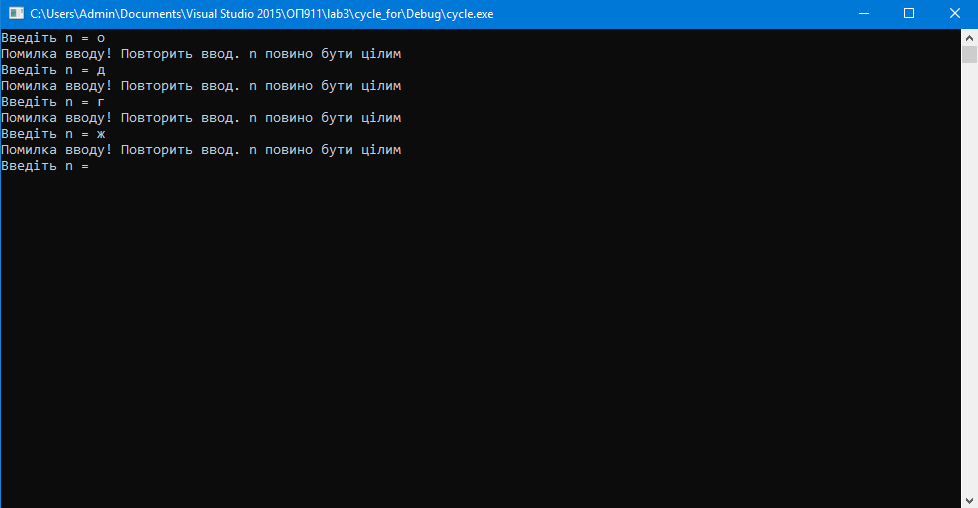 C:\Users\Admin\Documents\Visual Studio 2015\ОП911\lab3\cycle_for\Debug\cycle.exe
Введіть n = о
Помилка вводу! Повторить ввод. n повино бути цілим
Введіть n = д
Помилка вводу! Повторить ввод. n повино бути цілим
Введіть n = г
Помилка вводу! Повторить ввод. n повино бути цілим
Введіть n = ж
Помилка вводу! Повторить ввод. n повино бути цілим
Введіть n =